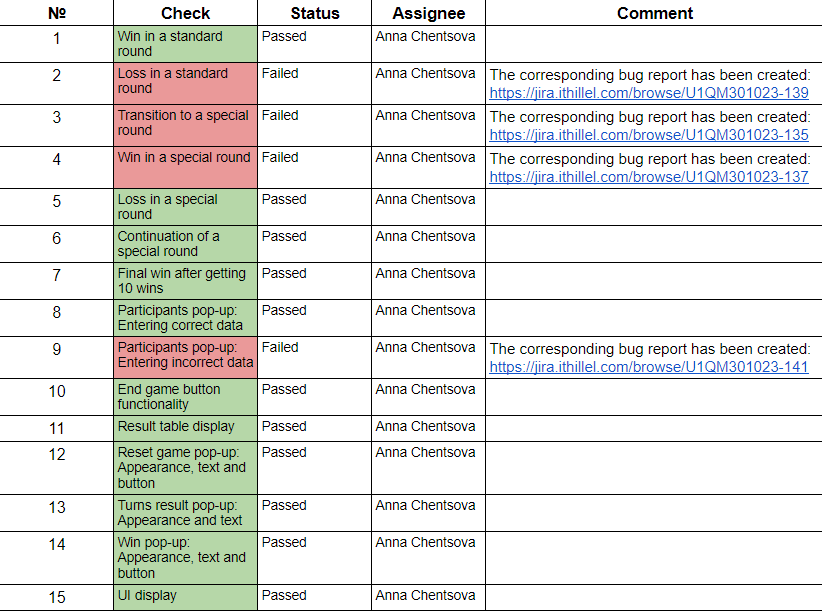 № Check Status Assignee Comment
1 Win in a standard Passed Anna Chentsova
round
2 Loss in a standard Failed Anna Chentsova The corresponding bug report has been created:
round https://jira.ithillel.com/browse/U1QM301023-139
3 Transition to a special Failed Anna Chentsova The corresponding bug report has been created:
round https://jira.ithillel.com/browse/U1QM301023-135
4 Win in a special round Failed Anna Chentsova The corresponding bug report has been created:
https://jira.ithillel.com/browse/U1QM301023-137
5 Loss in a special Passed Anna Chentsova
round
6 Continuation of a Passed Anna Chentsova
special round
7 Final win after getting Passed Anna Chentsova
10 wins
8 Participants pop-up: Passed Anna Chentsova
Entering correct data
9 Participants pop-up: Failed Anna Chentsova The corresponding bug report has been created:
Entering incorrect data https://jira.ithillel.com/browse/U1QM301023-141
10 End game button Passed Anna Chentsova
functionality
11 Result table display Passed Anna Chentsova
12 Reset game pop-up: Passed Anna Chentsova
Appearance, text and
button
13 Turns result pop-up: Passed Anna Chentsova
Appearance and text
14 Win pop-up: Passed Anna Chentsova
Appearance, text and
button
15 UI display Passed Anna Chentsova